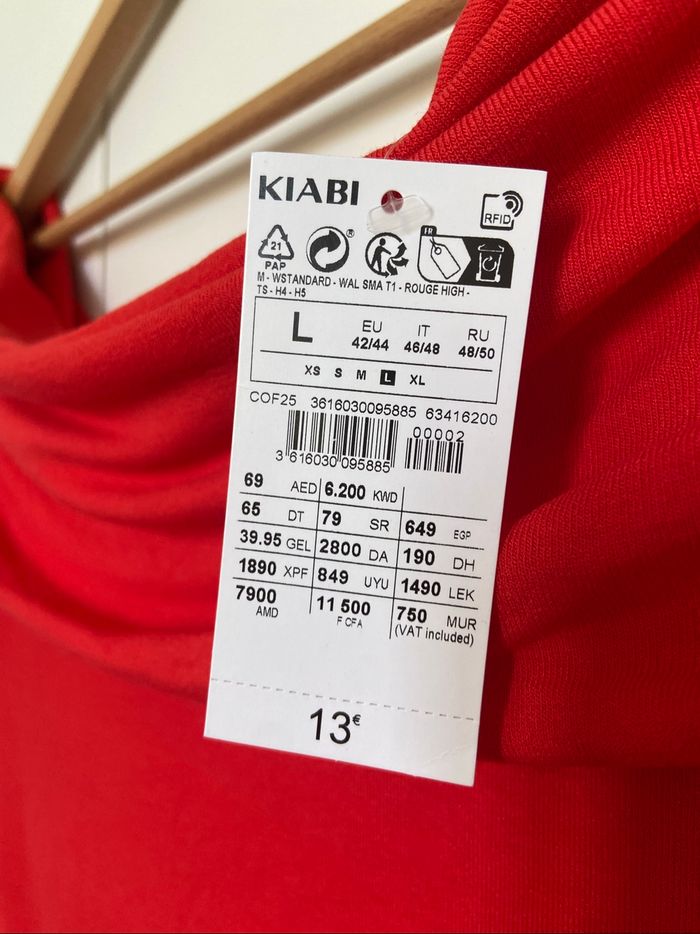 KIABI
RFID
21
PAP
®
FR
M - WSTANDARD - WAL SMA T1 - ROUGE HIGH -
TS - H4 - H5
L EU IT RU
42/44 46/48 48/50
XS S M L XL
COF25 3616030095885 63416200
00002
3 616030 095885
69 AED 6.200 KWD
65 DT 79 SR 649 EGP
39.95 GEL 2800 DA 190 DH
1890 XPF 849 UYU 1490 LEK
7900 AMD 11 500 F CFA 750 MUR
(VAT included)
13€